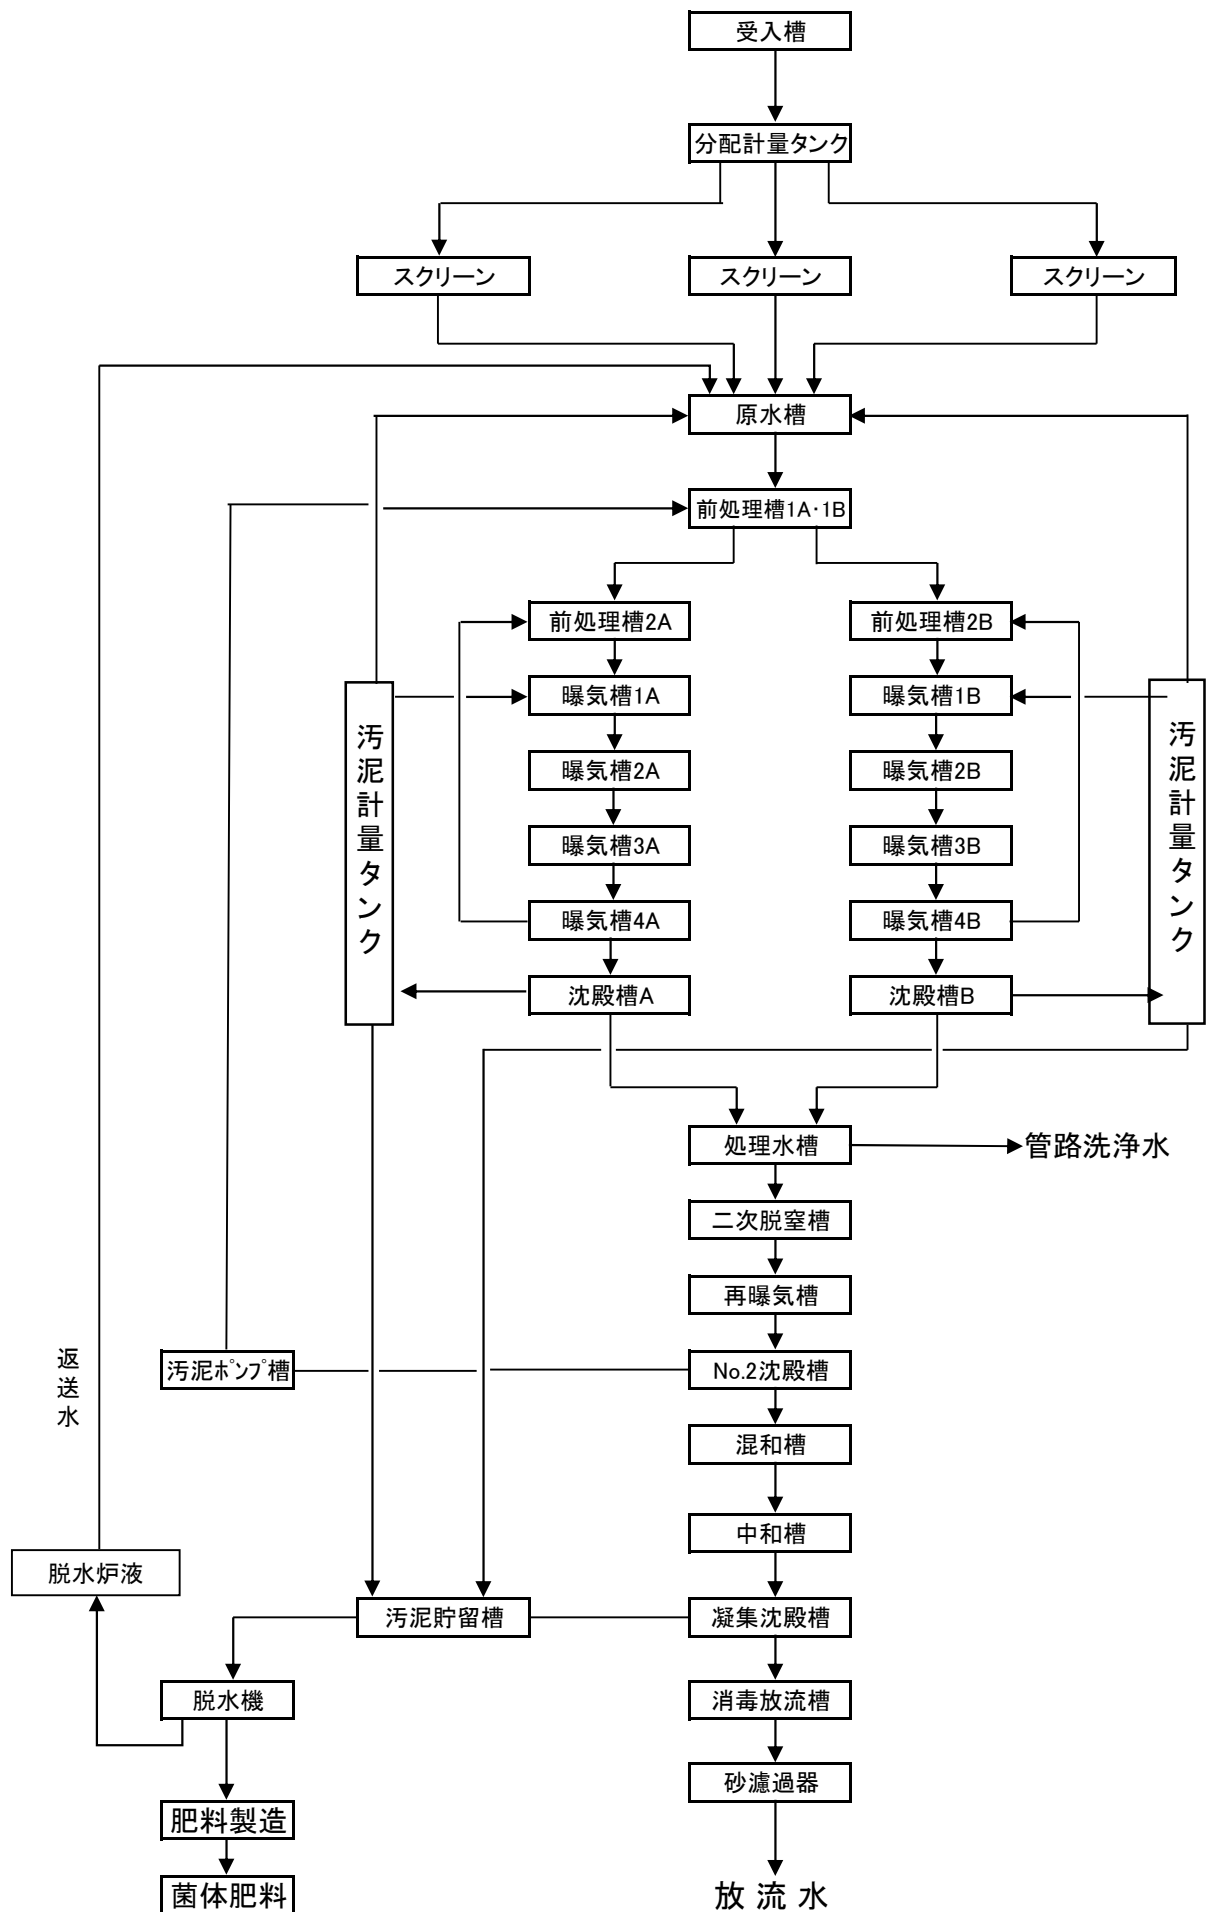 受入槽
分配計量タンク
スクリーン
スクリーン
スクリーン
原水槽
前処理槽1A・1B
前処理槽2A
前処理槽2B
曝気槽1A
曝気槽1B
汚泥計量タンク
汚泥計量タンク
曝気槽2A
曝気槽2B
曝気槽3A
曝気槽3B
曝気槽4A
曝気槽4B
沈殿槽A
沈殿槽B
処理水槽
管路洗浄水
二次脱窒槽
再曝気槽
返送水
汚泥ﾎﾟﾝﾌﾟ槽
No.2沈殿槽
混和槽
中和槽
脱水炉液
汚泥貯留槽
凝集沈殿槽
脱水機
消毒放流槽
砂濾過器
肥料製造
菌体肥料
放流水